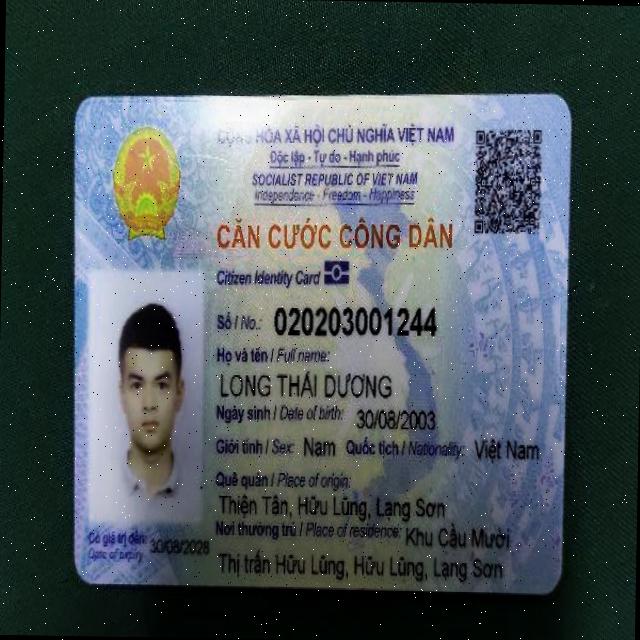 HÒA XÃ HỘI CHỦ NGHĨA VIỆT NAM
Độc lập - Tự do - Hạnh phúc
SOCIALIST REPUBLIC OF VIET NAM
Independence - Freedom - Happiness
CĂN CƯỚC CÔNG DÂN
Citizen Identity Card
Số / No.: 020203001244
Họ và tên / Full name:
LONG THÁI DƯƠNG
Ngày sinh / Date of birth: 30/08/2003
Giới tính / Sex: Nam Quốc tịch / Nationality: Việt Nam
Quê quán / Place of origin:
Thiện Tân, Hữu Lũng, Lạng Sơn
Nơi thường trú / Place of residence: Khu Cầu Mười
Thị trấn Hữu Lũng, Hữu Lũng, Lạng Sơn
Có giá trị đến: 30/08/2028
Date of expiry